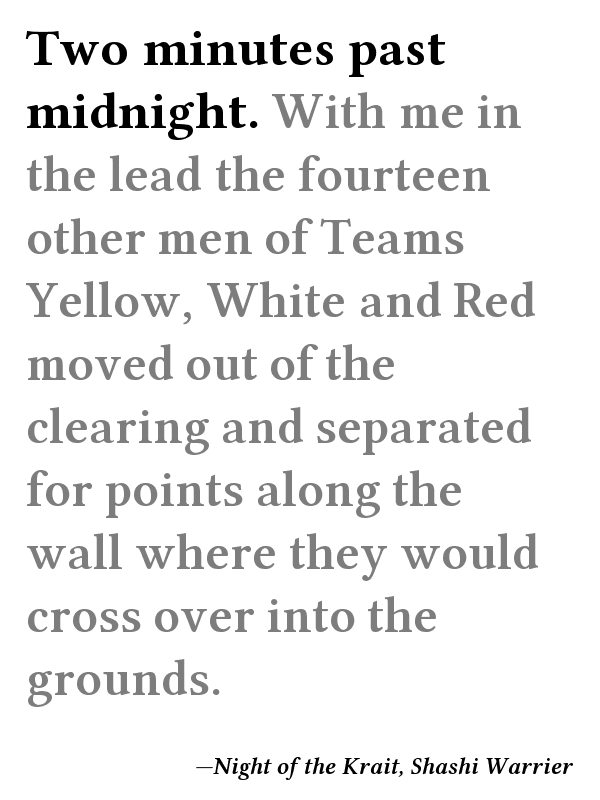 Two minutes past
midnight. With me in
the lead the fourteen
other men of Teams
Yellow, White and Red
moved out of the
clearing and separated
for points along the
wall where they would
cross over into the
grounds.
—Night of the Krait, Shashi Warrier